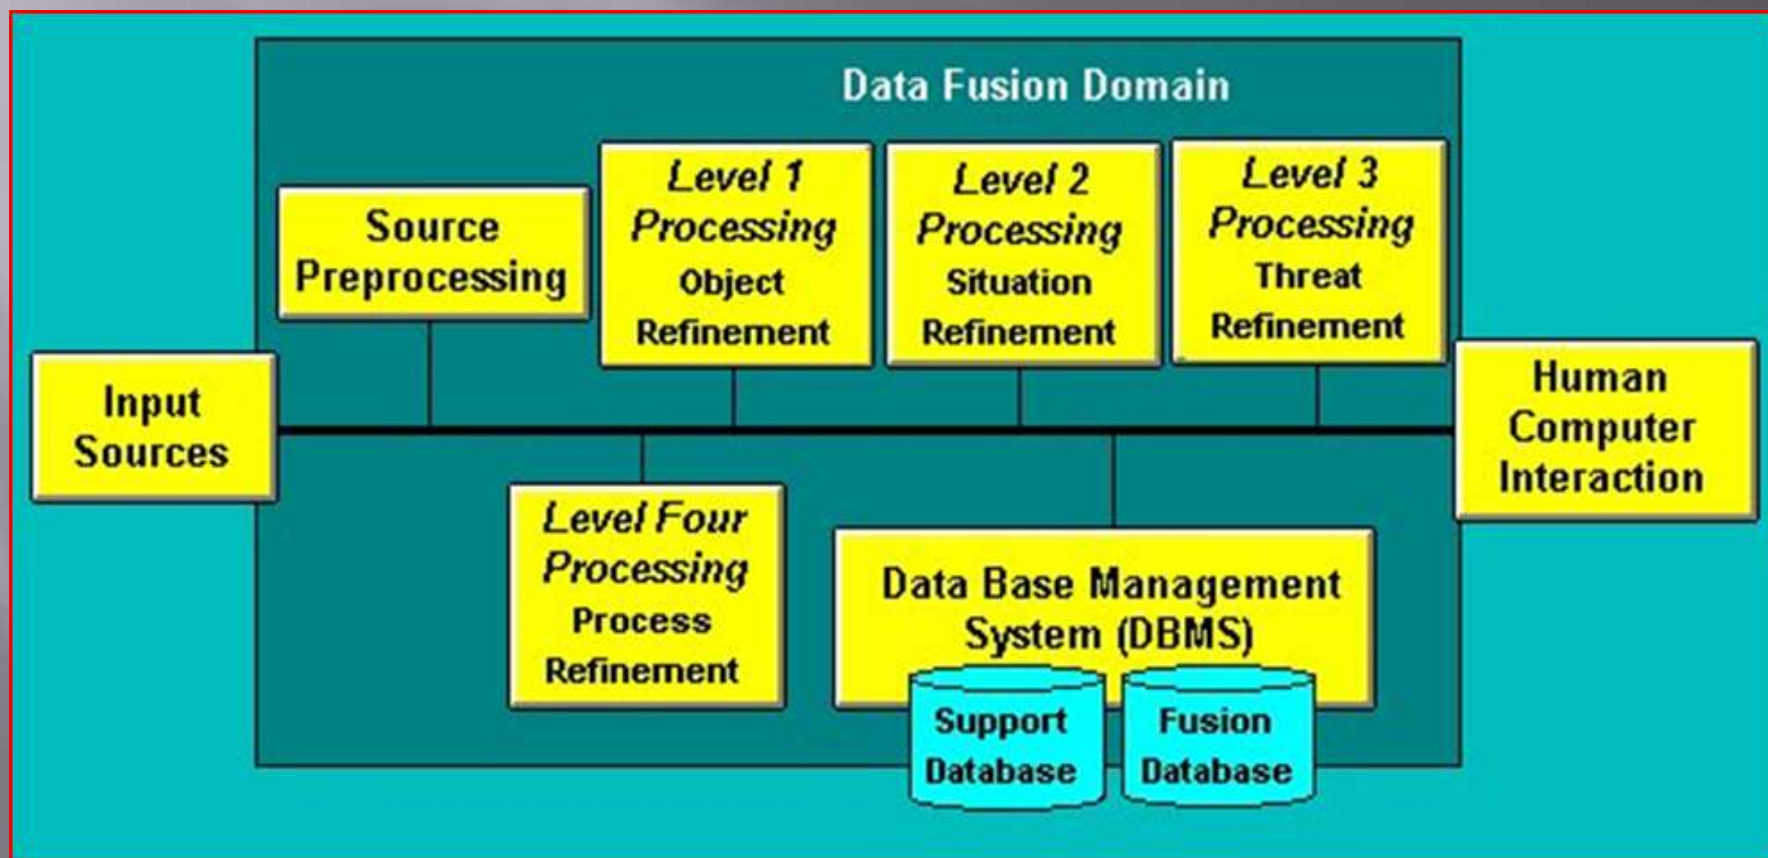 Data Fusion Domain
Source
Preprocessing
Level 1
Processing
Object
Refinement
Level 2
Processing
Situation
Refinement
Level 3
Processing
Threat
Refinement
Input
Sources
Human
Computer
Interaction
Level Four
Processing
Process
Refinement
Data Base Management
System (DBMS)
Support
Database
Fusion
Database